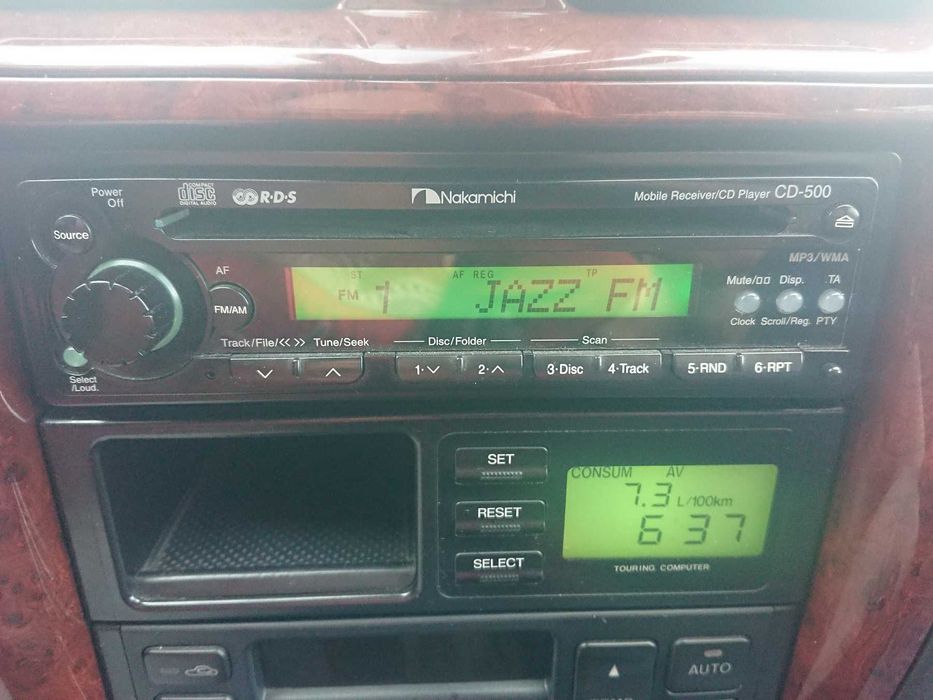 Power
Off
COMPACT
disc
DIGITAL AUDIO
R·D·S
Nakamichi
Mobile Receiver/CD Player CD-500
Source
AF
FM/AM
ST
AF REG
TP
FM 1 JAZZ FM
MP3/WMA
Mute/ Disp. TA
Clock Scroll/Reg. PTY
Track/File/<< >> Tune/Seek
Disc/Folder
Scan
1· 2· 3·Disc 4·Track 5·RND 6·RPT
Select
/Loud.
SET
RESET
SELECT
CONSUM AV
7.3 L/100km
6 37
TOURING COMPUTER
AUTO